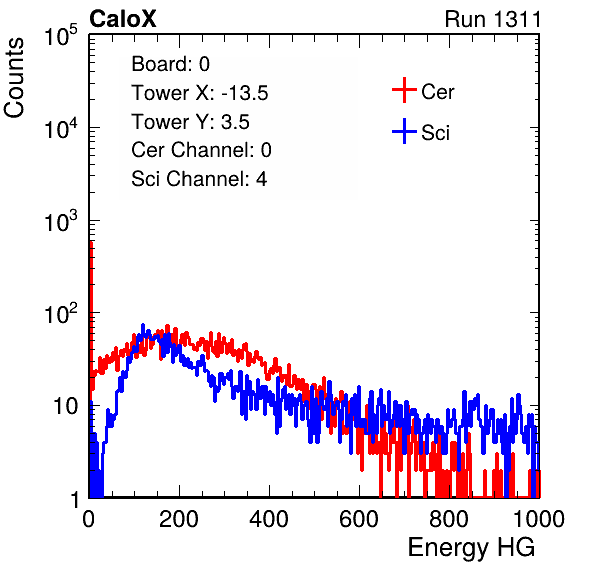 CaloX Run 1311
Counts
10^5
10^4
10^3
10^2
10
1
Board: 0
Tower X: -13.5
Tower Y: 3.5
Cer Channel: 0
Sci Channel: 4
Cer
Sci
0 200 400 600 800 1000
Energy HG